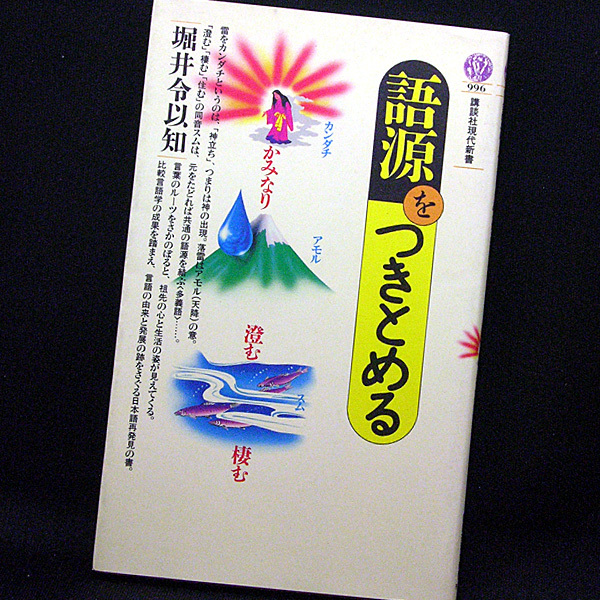 996
講談社現代新書
語源をつきとめる
カンダチ
かみなり
アモル
澄む
スム
棲む
雷をカンダチというのは、「神立ち」、つまりは神の出現。落雷はアモル(天降)の意。
「澄む」「棲む」「住む」の同音スムは、元をたどれば共通の語源を結ぶ〈多義語〉……。
言葉のルーツをさかのぼると、祖先の心と生活の姿が見えてくる。
比較言語学の成果を踏まえ、言語の由来と発展の跡をさぐる日本語再発見の書。
堀井令以知